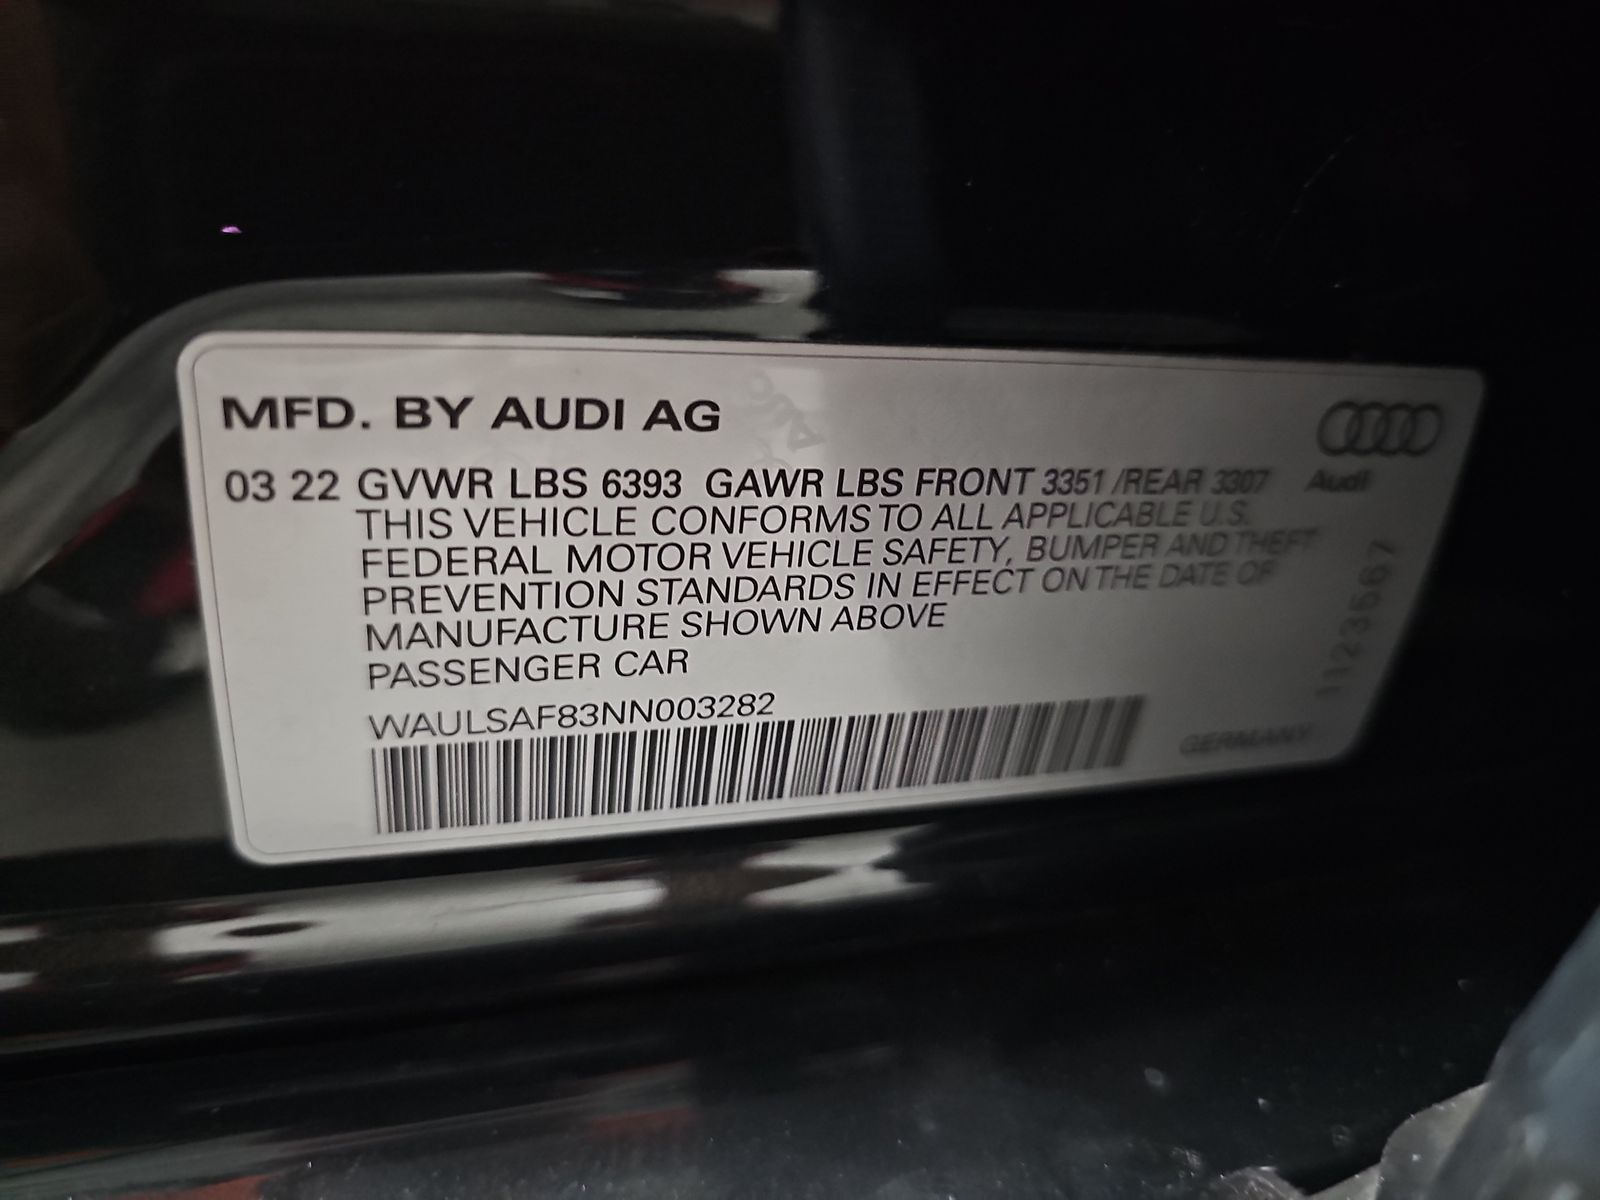 MFD. BY AUDI AG
03 22 GVWR LBS 6393 GAWR LBS FRONT 3351 /REAR 3307
Audi
THIS VEHICLE CONFORMS TO ALL APPLICABLE U.S.
FEDERAL MOTOR VEHICLE SAFETY, BUMPER AND THEFT
PREVENTION STANDARDS IN EFFECT ON THE DATE OF
MANUFACTURE SHOWN ABOVE
PASSENGER CAR
WAULSAF83NN003282
GERMANY